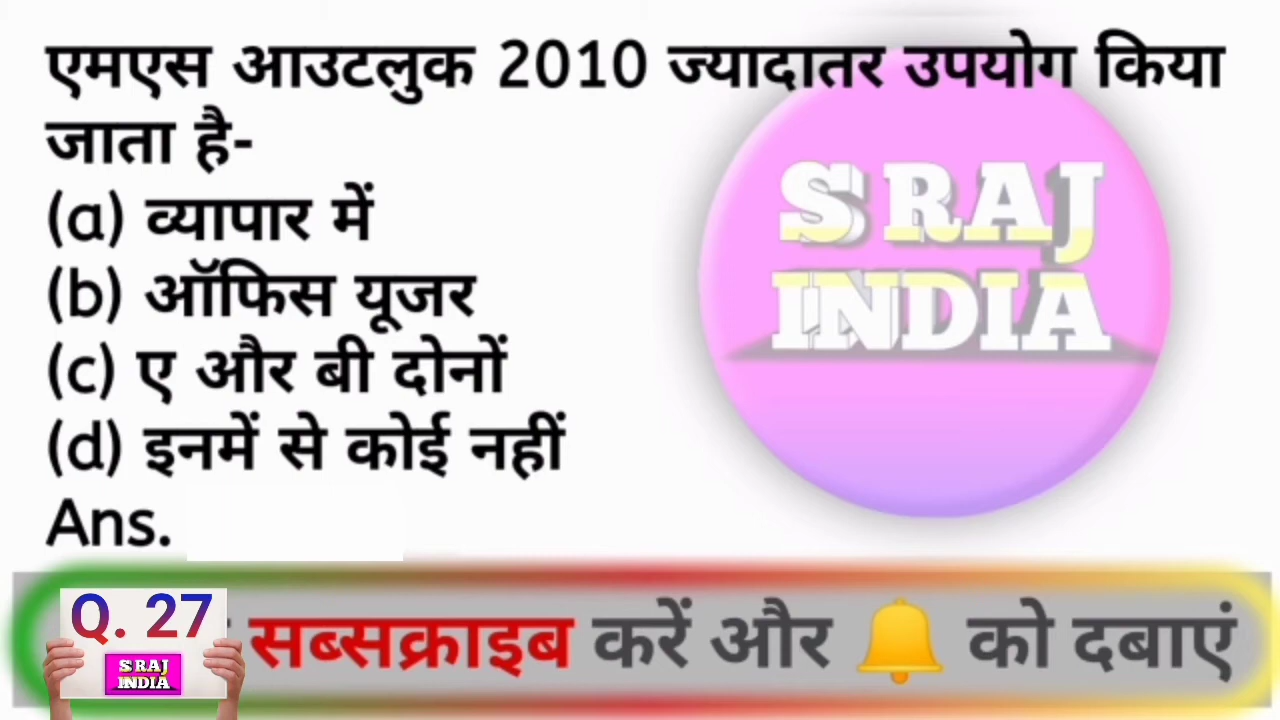 एमएस आउटलुक 2010 ज्यादातर उपयोग किया
जाता है-
(a) व्यापार में
(b) ऑफिस यूजर
(c) ए और बी दोनों
(d) इनमें से कोई नहीं
Ans.
S RAJ
INDIA
Q. 27
S RAJ
INDIA
सब्सक्राइब करें और 🔔 को दबाएं